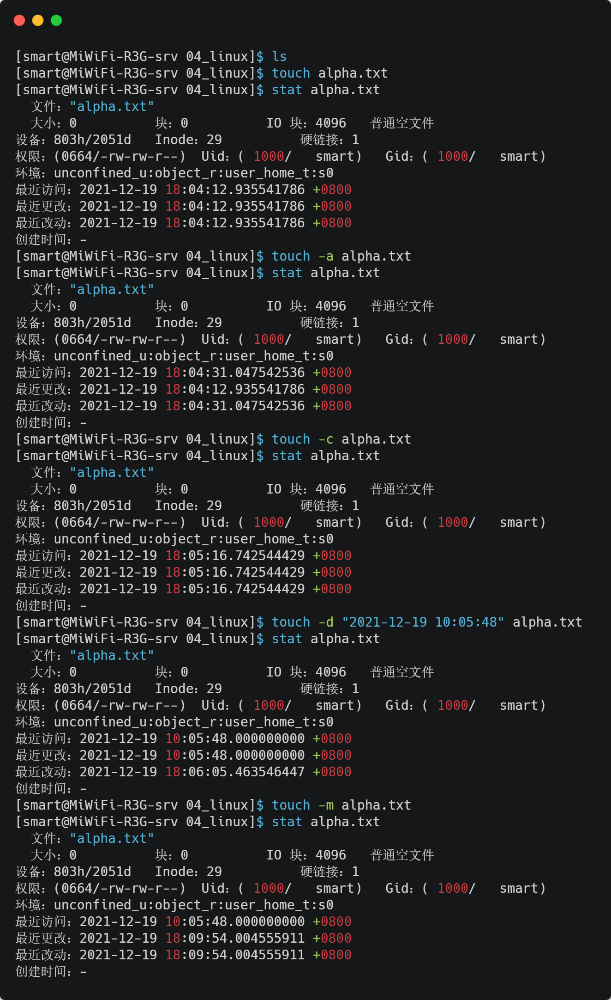 [smart@MiWiFi-R3G-srv 04_linux]$ ls
[smart@MiWiFi-R3G-srv 04_linux]$ touch alpha.txt
[smart@MiWiFi-R3G-srv 04_linux]$ stat alpha.txt
  文件："alpha.txt"
  大小：0          块：0          IO 块：4096   普通空文件
设备：803h/2051d   Inode：29          硬链接：1
权限：(0664/-rw-rw-r--)  Uid：( 1000/   smart)   Gid：( 1000/   smart)
环境：unconfined_u:object_r:user_home_t:s0
最近访问：2021-12-19 18:04:12.935541786 +0800
最近更改：2021-12-19 18:04:12.935541786 +0800
最近改动：2021-12-19 18:04:12.935541786 +0800
创建时间：-
[smart@MiWiFi-R3G-srv 04_linux]$ touch -a alpha.txt
[smart@MiWiFi-R3G-srv 04_linux]$ stat alpha.txt
  文件："alpha.txt"
  大小：0          块：0          IO 块：4096   普通空文件
设备：803h/2051d   Inode：29          硬链接：1
权限：(0664/-rw-rw-r--)  Uid：( 1000/   smart)   Gid：( 1000/   smart)
环境：unconfined_u:object_r:user_home_t:s0
最近访问：2021-12-19 18:04:31.047542536 +0800
最近更改：2021-12-19 18:04:12.935541786 +0800
最近改动：2021-12-19 18:04:31.047542536 +0800
创建时间：-
[smart@MiWiFi-R3G-srv 04_linux]$ touch -c alpha.txt
[smart@MiWiFi-R3G-srv 04_linux]$ stat alpha.txt
  文件："alpha.txt"
  大小：0          块：0          IO 块：4096   普通空文件
设备：803h/2051d   Inode：29          硬链接：1
权限：(0664/-rw-rw-r--)  Uid：( 1000/   smart)   Gid：( 1000/   smart)
环境：unconfined_u:object_r:user_home_t:s0
最近访问：2021-12-19 18:05:16.742544429 +0800
最近更改：2021-12-19 18:05:16.742544429 +0800
最近改动：2021-12-19 18:05:16.742544429 +0800
创建时间：-
[smart@MiWiFi-R3G-srv 04_linux]$ touch -d "2021-12-19 10:05:48" alpha.txt
[smart@MiWiFi-R3G-srv 04_linux]$ stat alpha.txt
  文件："alpha.txt"
  大小：0          块：0          IO 块：4096   普通空文件
设备：803h/2051d   Inode：29          硬链接：1
权限：(0664/-rw-rw-r--)  Uid：( 1000/   smart)   Gid：( 1000/   smart)
环境：unconfined_u:object_r:user_home_t:s0
最近访问：2021-12-19 10:05:48.000000000 +0800
最近更改：2021-12-19 10:05:48.000000000 +0800
最近改动：2021-12-19 18:06:05.463546447 +0800
创建时间：-
[smart@MiWiFi-R3G-srv 04_linux]$ touch -m alpha.txt
[smart@MiWiFi-R3G-srv 04_linux]$ stat alpha.txt
  文件："alpha.txt"
  大小：0          块：0          IO 块：4096   普通空文件
设备：803h/2051d   Inode：29          硬链接：1
权限：(0664/-rw-rw-r--)  Uid：( 1000/   smart)   Gid：( 1000/   smart)
环境：unconfined_u:object_r:user_home_t:s0
最近访问：2021-12-19 10:05:48.000000000 +0800
最近更改：2021-12-19 18:09:54.004555911 +0800
最近改动：2021-12-19 18:09:54.004555911 +0800
创建时间：-